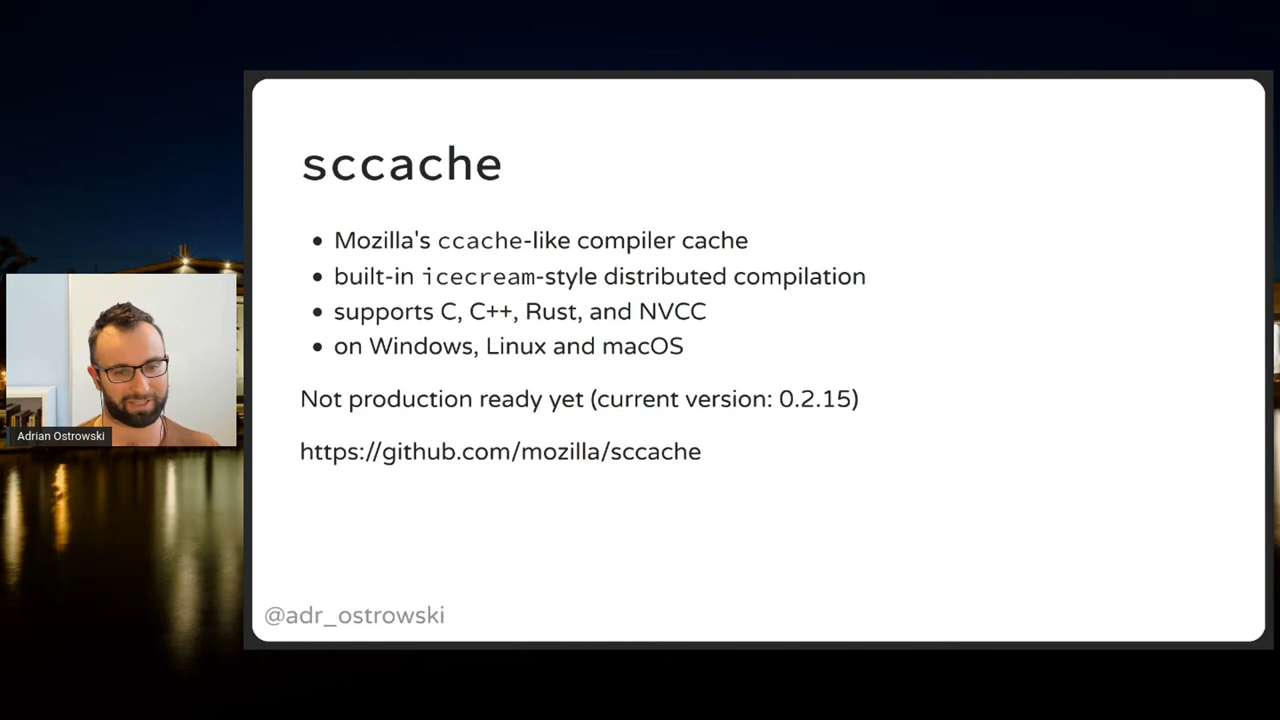 sccache
Mozilla's ccache-like compiler cache
built-in icecream-style distributed compilation
supports C, C++, Rust, and NVCC
on Windows, Linux and macOS
Not production ready yet (current version: 0.2.15)
https://github.com/mozilla/sccache
Adrian Ostrowski
@adr_ostrowski